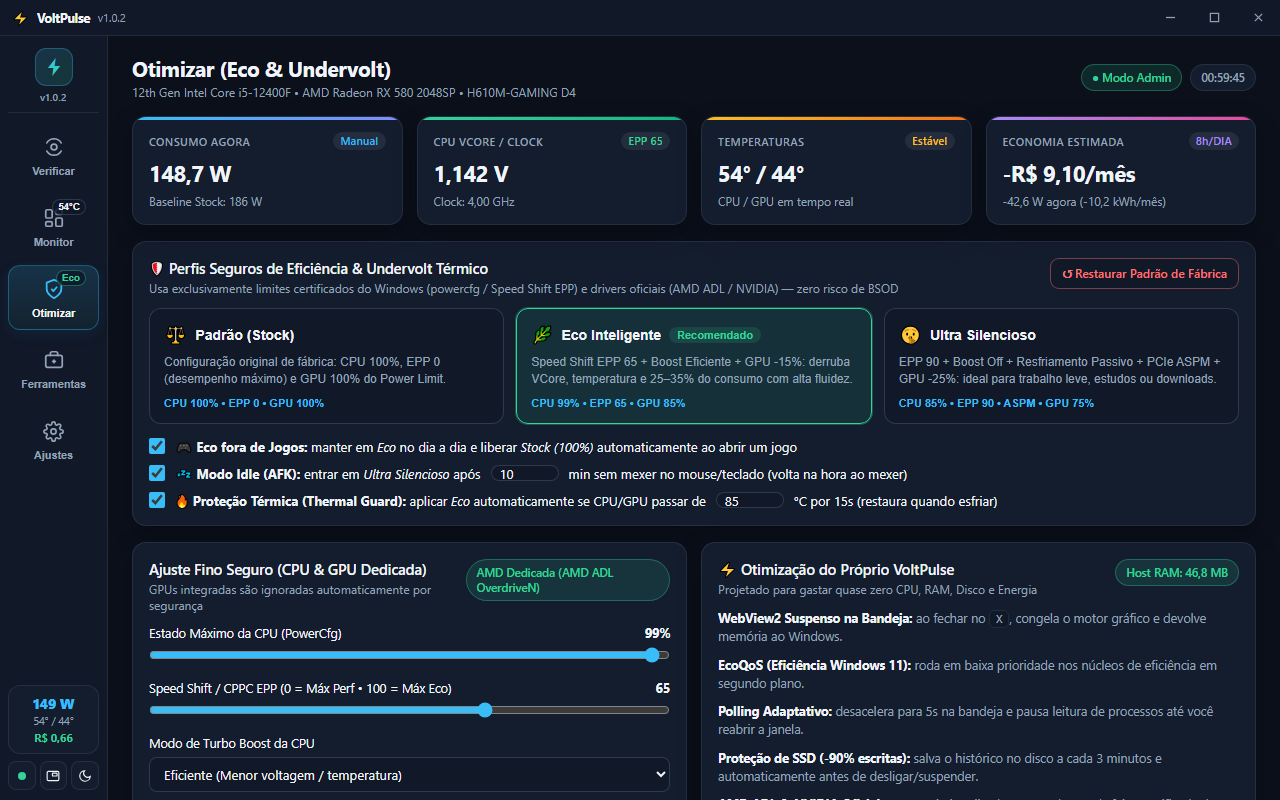 VoltPulse v1.0.2
v1.0.2
Verificar
54°C
Monitor
Eco
Otimizar
Ferramentas
Ajustes
149 W
54° / 44°
R$ 0,66
Otimizar (Eco & Undervolt)
12th Gen Intel Core i5-12400F • AMD Radeon RX 580 2048SP • H610M-GAMING D4
● Modo Admin
00:59:45
CONSUMO AGORA
Manual
148,7 W
Baseline Stock: 186 W
CPU VCORE / CLOCK
EPP 65
1,142 V
Clock: 4,00 GHz
TEMPERATURAS
Estável
54° / 44°
CPU / GPU em tempo real
ECONOMIA ESTIMADA
8h/DIA
-R$ 9,10/mês
-42,6 W agora (-10,2 kWh/mês)
Perfis Seguros de Eficiência & Undervolt Térmico
Usa exclusivamente limites certificados do Windows (powercfg / Speed Shift EPP) e drivers oficiais (AMD ADL / NVIDIA) — zero risco de BSOD
↺ Restaurar Padrão de Fábrica
Padrão (Stock)
Configuração original de fábrica: CPU 100%, EPP 0
(desempenho máximo) e GPU 100% do Power Limit.
CPU 100% • EPP 0 • GPU 100%
Eco Inteligente Recomendado
Speed Shift EPP 65 + Boost Eficiente + GPU -15%: derruba
VCore, temperatura e 25–35% do consumo com alta fluidez.
CPU 99% • EPP 65 • GPU 85%
Ultra Silencioso
EPP 90 + Boost Off + Resfriamento Passivo + PCIe ASPM +
GPU -25%: ideal para trabalho leve, estudos ou downloads.
CPU 85% • EPP 90 • ASPM • GPU 75%
Eco fora de Jogos: manter em Eco no dia a dia e liberar Stock (100%) automaticamente ao abrir um jogo
Modo Idle (AFK): entrar em Ultra Silencioso após 10 min sem mexer no mouse/teclado (volta na hora ao mexer)
Proteção Térmica (Thermal Guard): aplicar Eco automaticamente se CPU/GPU passar de 85 °C por 15s (restaura quando esfriar)
Ajuste Fino Seguro (CPU & GPU Dedicada)
GPUs integradas são ignoradas automaticamente por
segurança
AMD Dedicada (AMD ADL
OverdriveN)
Estado Máximo da CPU (PowerCfg) 99%
Speed Shift / CPPC EPP (0 = Máx Perf • 100 = Máx Eco) 65
Modo de Turbo Boost da CPU
Eficiente (Menor voltagem / temperatura)
Otimização do Próprio VoltPulse
Projetado para gastar quase zero CPU, RAM, Disco e Energia
Host RAM: 46,8 MB
WebView2 Suspenso na Bandeja: ao fechar no X, congela o motor gráfico e devolve
memória ao Windows.
EcoQoS (Eficiência Windows 11): roda em baixa prioridade nos núcleos de eficiência em
segundo plano.
Polling Adaptativo: desacelera para 5s na bandeja e pausa leitura de processos até você
reabrir a janela.
Proteção de SSD (-90% escritas): salva o histórico no disco a cada 3 minutos e
automaticamente antes de desligar/suspender.